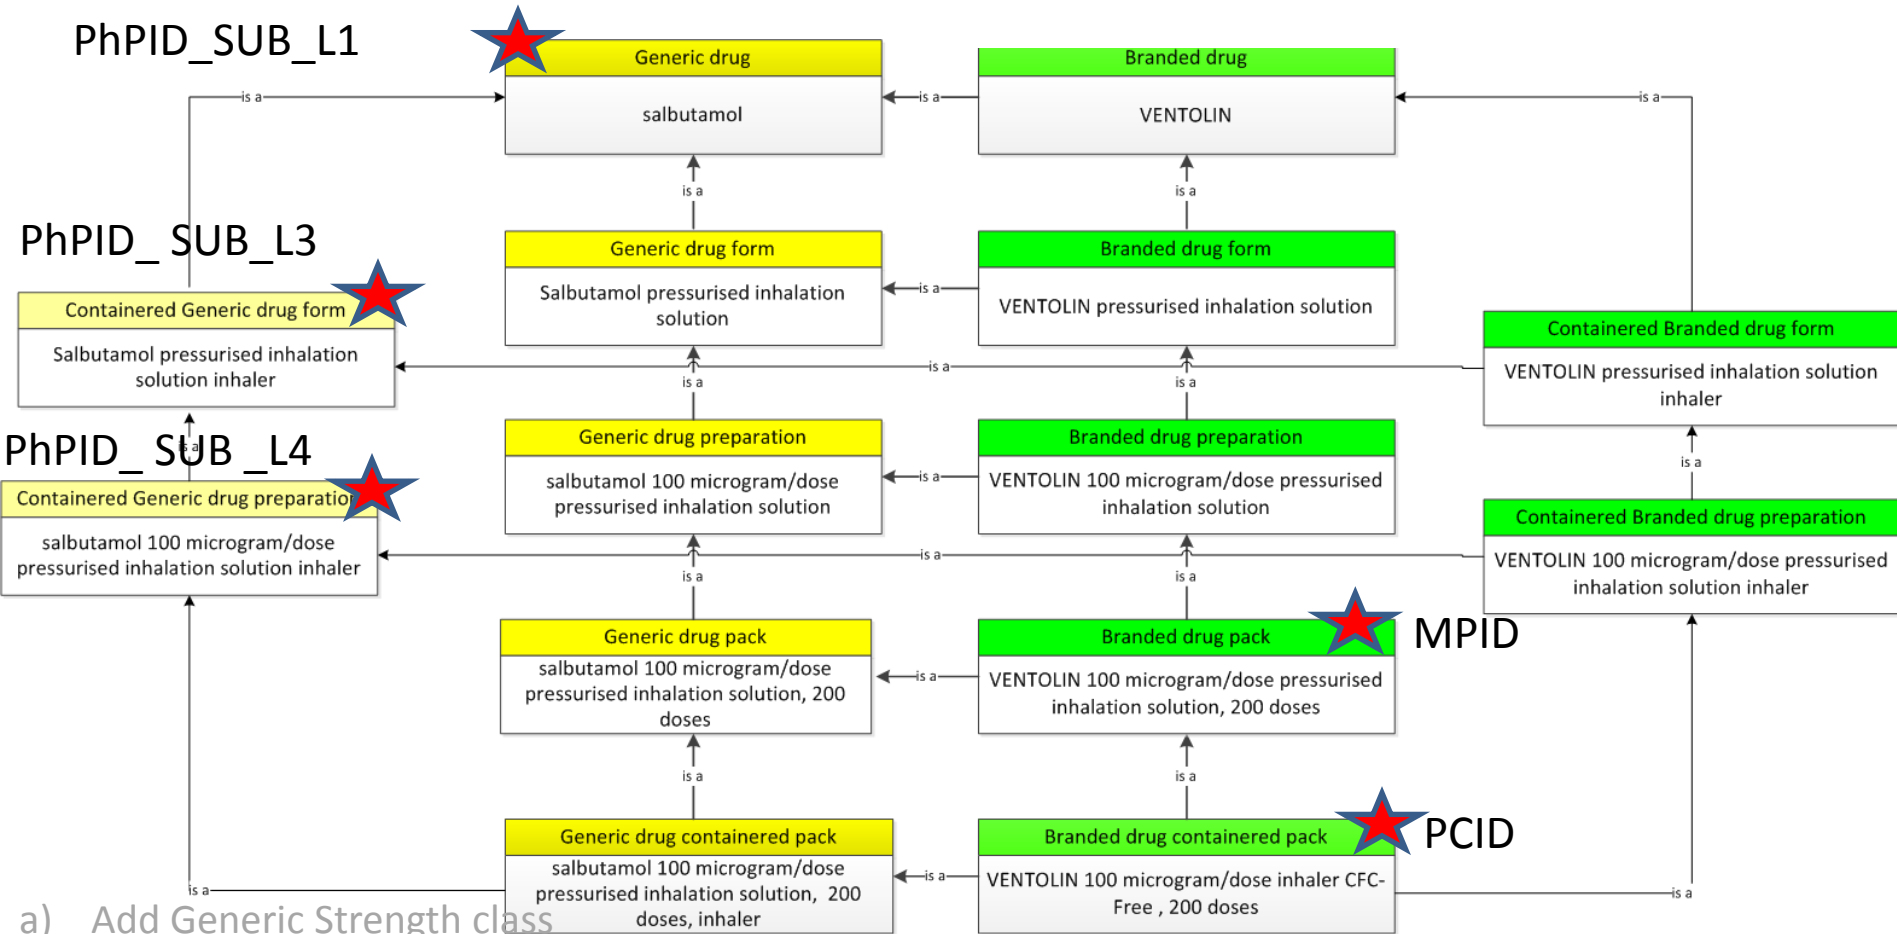 PhPID_SUB_L1
Generic drug
salbutamol
Branded drug
VENTOLIN
is a
is a
is a
is a
is a
PhPID_ SUB_L3
Containered Generic drug form
Salbutamol pressurised inhalation
solution inhaler
Generic drug form
Salbutamol pressurised inhalation
solution
Branded drug form
VENTOLIN pressurised inhalation solution
Containered Branded drug form
VENTOLIN pressurised inhalation solution
inhaler
is a
is a
is a
is a
is a
is a
PhPID_ SUB _L4
Containered Generic drug preparation
salbutamol 100 microgram/dose
pressurised inhalation solution inhaler
Generic drug preparation
salbutamol 100 microgram/dose
pressurised inhalation solution
Branded drug preparation
VENTOLIN 100 microgram/dose pressurised
inhalation solution
Containered Branded drug preparation
VENTOLIN 100 microgram/dose pressurised
inhalation solution inhaler
is a
is a
is a
is a
Generic drug pack
salbutamol 100 microgram/dose
pressurised inhalation solution, 200
doses
Branded drug pack
VENTOLIN 100 microgram/dose pressurised
inhalation solution, 200 doses
MPID
is a
is a
is a
Generic drug containered pack
salbutamol 100 microgram/dose
pressurised inhalation solution, 200
doses, inhaler
Branded drug containered pack
VENTOLIN 100 microgram/dose inhaler CFC-
Free , 200 doses
PCID
is a
is a
is a
a) Add Generic Strength class